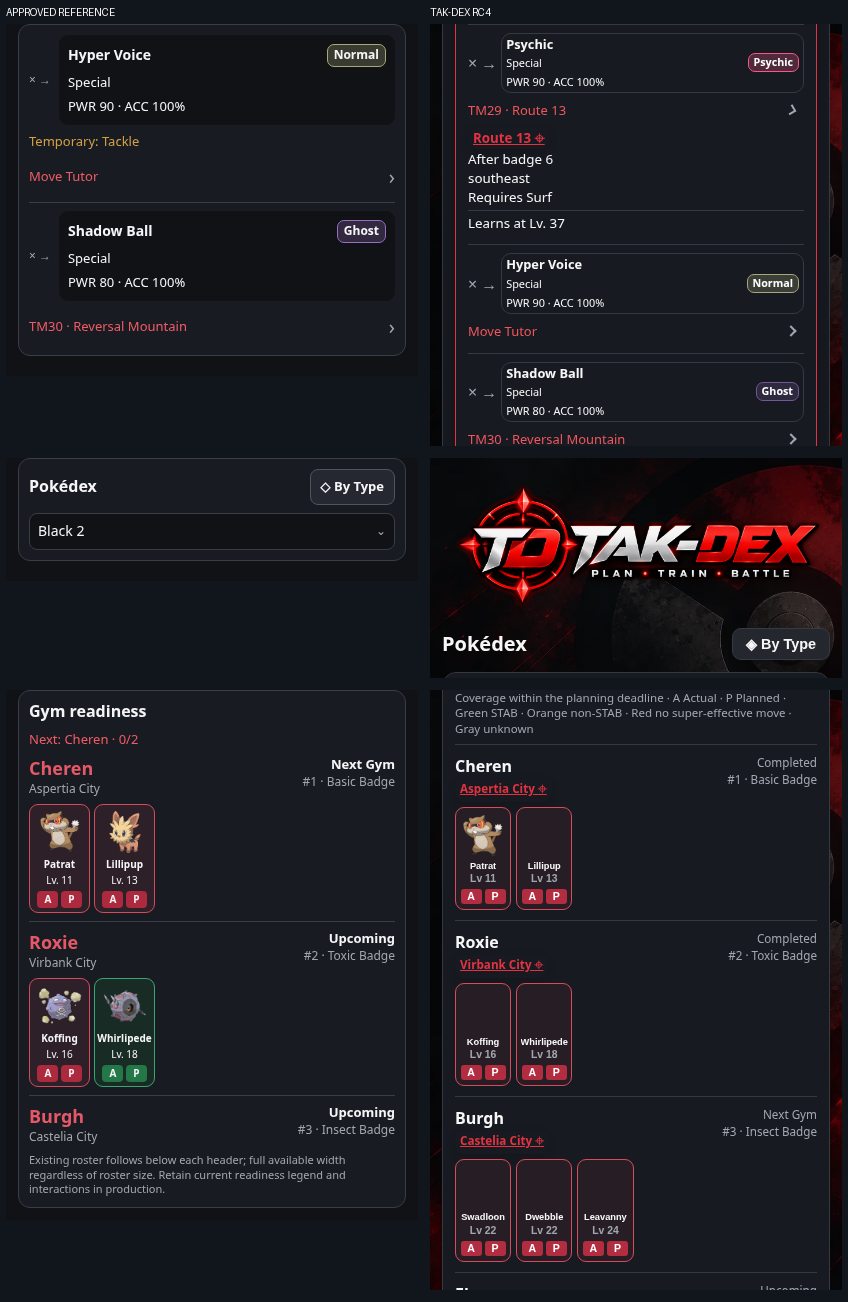 APPROVED REFERENCE
Hyper Voice
Normal
× →
Special
PWR 90 · ACC 100%
Temporary: Tackle
Move Tutor
Shadow Ball
Ghost
× →
Special
PWR 80 · ACC 100%
TM30 · Reversal Mountain
TAK-DEX RC4
Psychic
× →
Special
Psychic
PWR 90 · ACC 100%
TM29 · Route 13
Route 13
After badge 6
southeast
Requires Surf
Learns at Lv. 37
Hyper Voice
× →
Special
Normal
PWR 90 · ACC 100%
Move Tutor
Shadow Ball
× →
Special
Ghost
PWR 80 · ACC 100%
TM30 · Reversal Mountain
Pokédex
◇ By Type
Black 2
TD TAK-DEX
PLAN · TRAIN · BATTLE
Pokédex
◈ By Type
Gym readiness
Next: Cheren · 0/2
Cheren
Next Gym
Aspertia City
#1 · Basic Badge
Patrat
Lillipup
Lv. 11
Lv. 13
A P
A P
Roxie
Upcoming
Virbank City
#2 · Toxic Badge
Koffing
Whirlipede
Lv. 16
Lv. 18
A P
A P
Burgh
Upcoming
Castelia City
#3 · Insect Badge
Existing roster follows below each header; full available width
regardless of roster size. Retain current readiness legend and
interactions in production.
Coverage within the planning deadline · A Actual · P Planned ·
Green STAB · Orange non-STAB · Red no super-effective move ·
Gray unknown
Cheren
Completed
Aspertia City
#1 · Basic Badge
Patrat
Lillipup
Lv 11
Lv 13
A P
A P
Roxie
Completed
Virbank City
#2 · Toxic Badge
Koffing
Whirlipede
Lv 16
Lv 18
A P
A P
Burgh
Next Gym
Castelia City
#3 · Insect Badge
Swadloon
Dwebble
Leavanny
Lv 22
Lv 22
Lv 24
A P
A P
A P
Upcoming